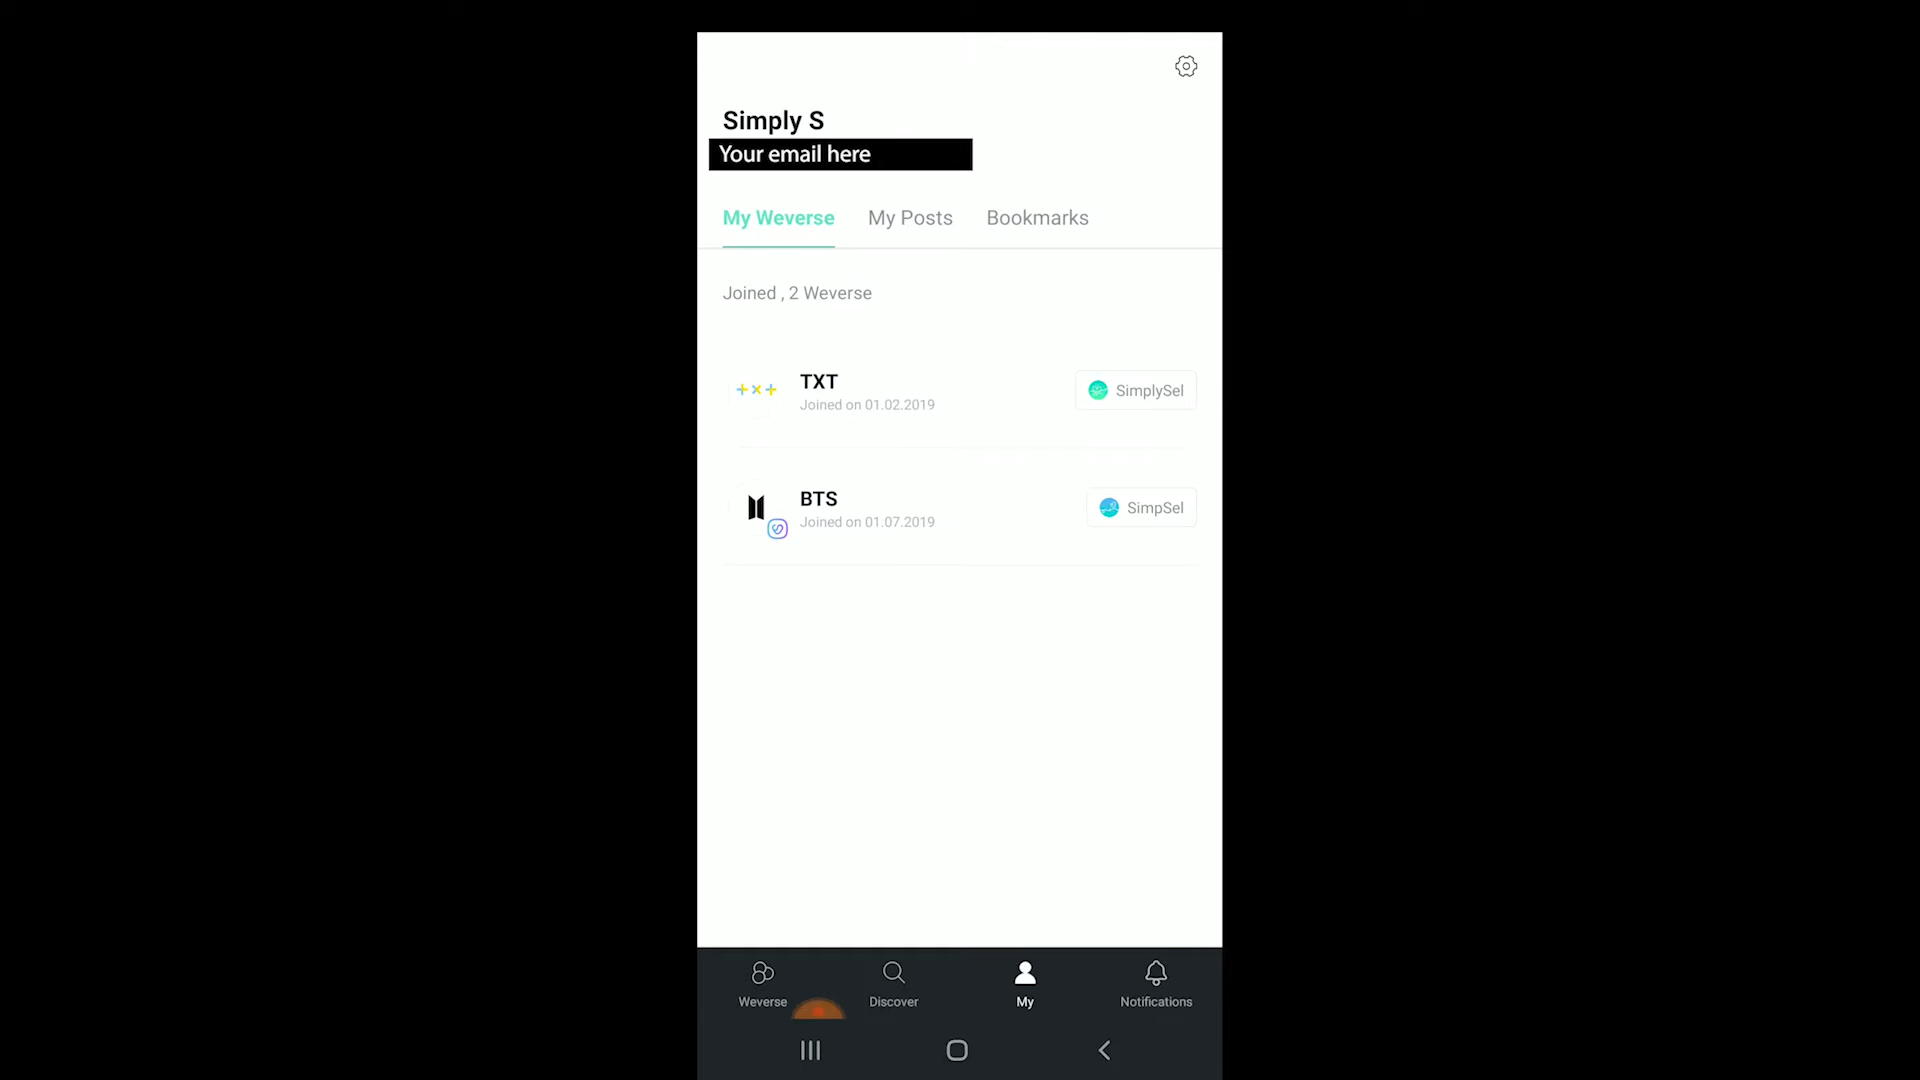 Simply S
Your email here
My Weverse My Posts Bookmarks
Joined , 2 Weverse
TXT
Joined on 01.02.2019
SimplySel
BTS
Joined on 01.07.2019
SimpSel
Weverse Discover My Notifications